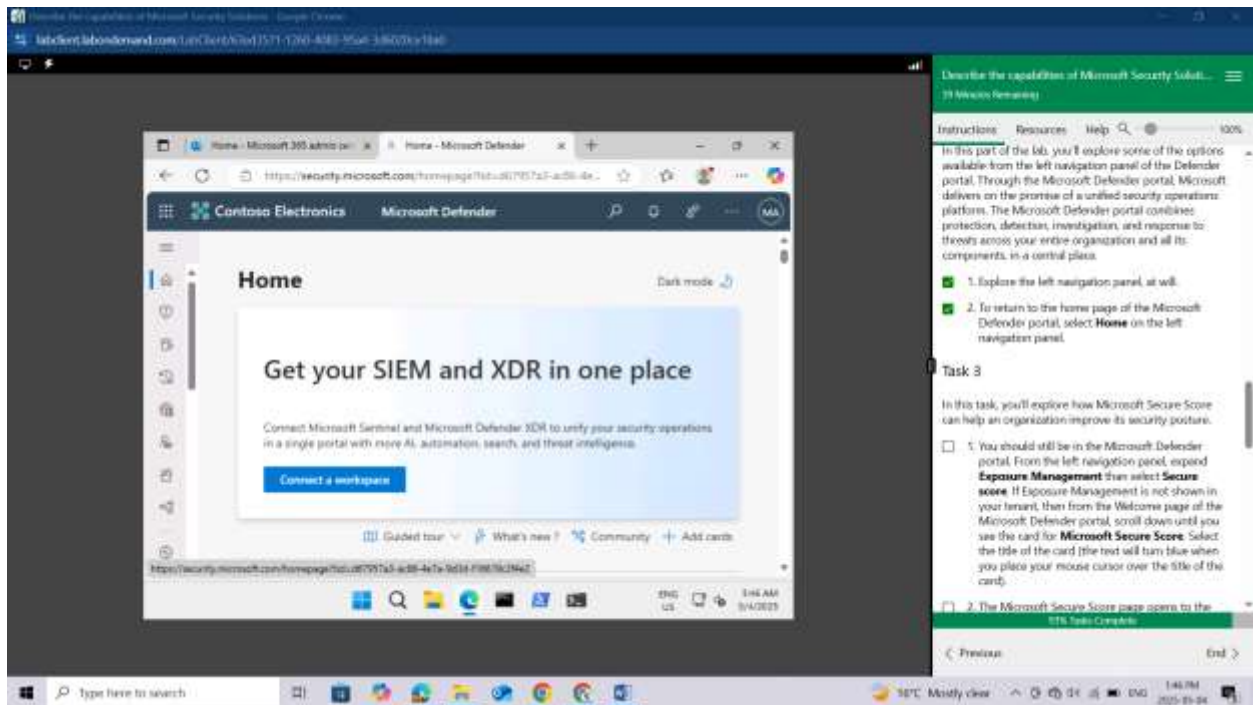 Describe the capabilities of Microsoft Security Solutions - Google Chrome
Home - Microsoft 365 admin
Home - Microsoft Defender
Contoso Electronics
Microsoft Defender
MA
Home
Dark mode
Get your SIEM and XDR in one place
Connect Microsoft Sentinel and Microsoft Defender XDR to unify your security operations
in a single portal with more AI, automation, search, and threat intelligence.
Connect a workspace
Guided tour
What's new?
Community
Add cards
ENG
US
3:46 AM
5/4/2025
Describe the capabilities of Microsoft Security Soluti...
39 Minutes Remaining
Instructions Resources Help
100%
In this part of the lab, you'll explore some of the options
available from the left navigation panel of the Defender
portal. Through the Microsoft Defender portal, Microsoft
delivers on the promise of a unified security operations
platform. The Microsoft Defender portal combines
protection, detection, investigation, and response to
threats across your entire organization and all its
components, in a central place.
1. Explore the left navigation panel, at will.
2. To return to the home page of the Microsoft
Defender portal, select Home on the left
navigation panel.
Task 3
In this task, you'll explore how Microsoft Secure Score
can help an organization improve its security posture.
1. You should still be in the Microsoft Defender
portal. From the left navigation panel, expand
Exposure Management then select Secure
score. If Exposure Management is not shown in
your tenant, then from the Welcome page of the
Microsoft Defender portal, scroll down until you
see the card for Microsoft Secure Score. Select
the title of the card (the text will turn blue when
you place your mouse cursor over the title of the
card).
2. The Microsoft Secure Score page opens to the
Tasks Complete
Previous
End
Type here to search
Mostly clear
ENG
1:46 PM
2025-05-04